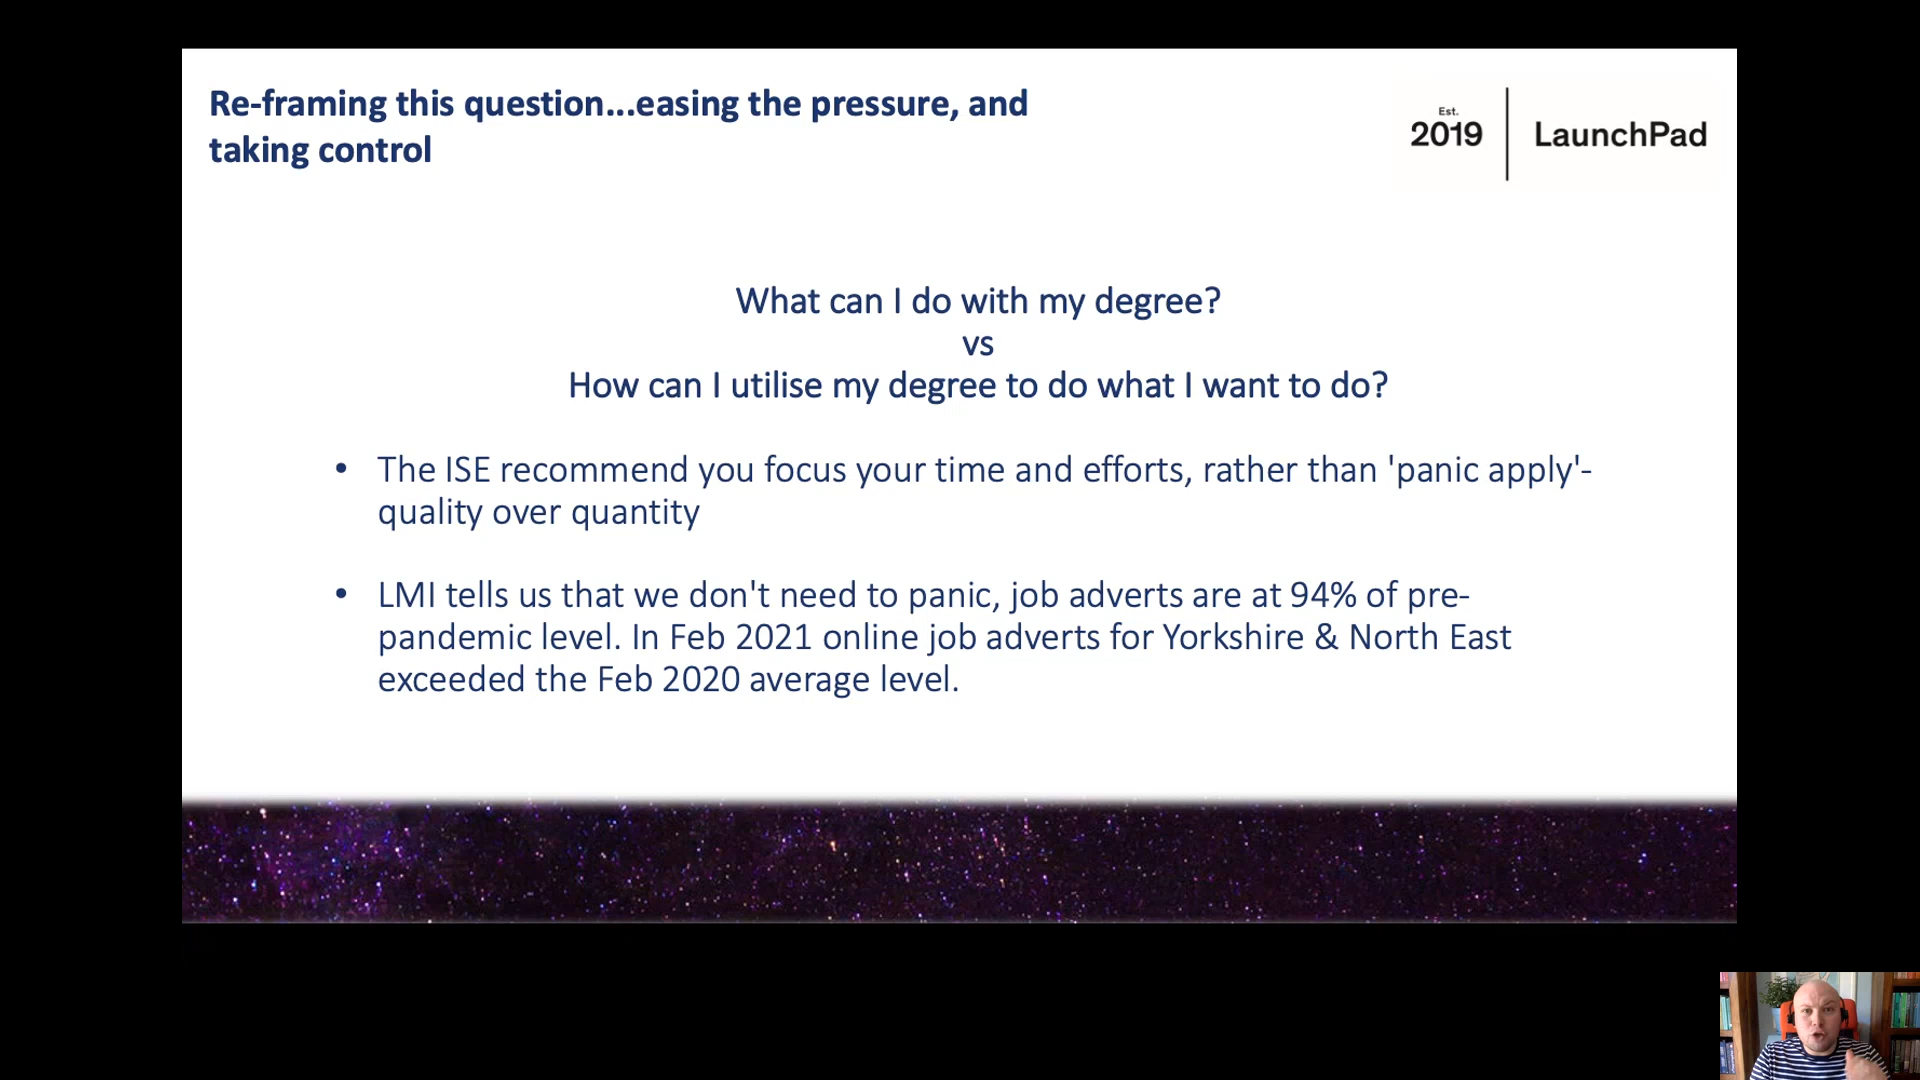 Re-framing this question...easing the pressure, and
taking control
Est.
2019
LaunchPad
What can I do with my degree?
vs
How can I utilise my degree to do what I want to do?
• The ISE recommend you focus your time and efforts, rather than 'panic apply'-
quality over quantity
• LMI tells us that we don't need to panic, job adverts are at 94% of pre-
pandemic level. In Feb 2021 online job adverts for Yorkshire & North East
exceeded the Feb 2020 average level.